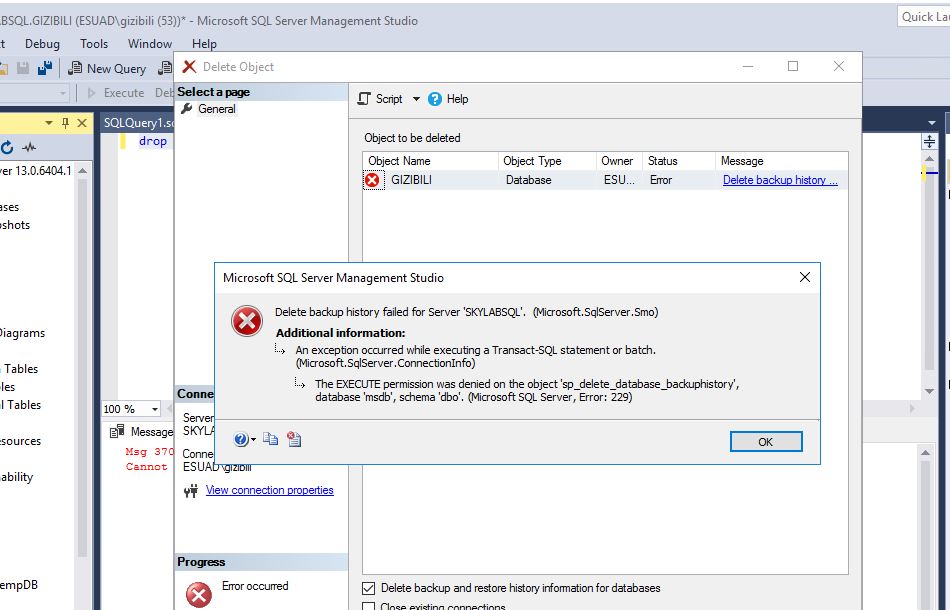 BSQL.GIZIBILI (ESUAD\gizibili (53))* - Microsoft SQL Server Management Studio
Quick Lau
Debug Tools Window Help
New Query
Execute Deb
Delete Object
Select a page
General
Script Help
SQLQuery1.s
drop
Object to be deleted
Object Name Object Type Owner Status Message
GIZIBILI Database ESU... Error Delete backup history ...
ver 13.0.6404.1
ases
pshots
Diagrams
Tables
les
l Tables
esources
ability
empDB
Microsoft SQL Server Management Studio
Delete backup history failed for Server 'SKYLABSQL'. (Microsoft.SqlServer.Smo)
Additional information:
An exception occurred while executing a Transact-SQL statement or batch.
(Microsoft.SqlServer.ConnectionInfo)
The EXECUTE permission was denied on the object 'sp_delete_database_backuphistory',
database 'msdb', schema 'dbo'. (Microsoft SQL Server, Error: 229)
OK
100 %
Message
Msg 370
Cannot
Conne
Server
SKYLA
Conne
ESUAD\gizibili
View connection properties
Progress
Error occurred
Delete backup and restore history information for databases
Close existing connections